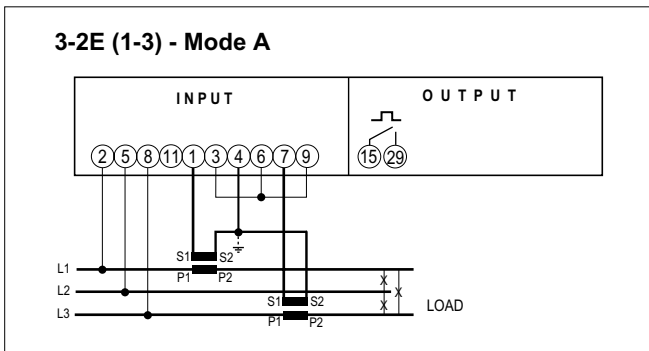 3-2E (1-3) - Mode A
INPUT
OUTPUT
2 5 8 11 1 3 4 6 7 9
15 29
S1 S2
L1
P1 P2
L2
S1 S2
X
X
X
LOAD
L3
P1 P2